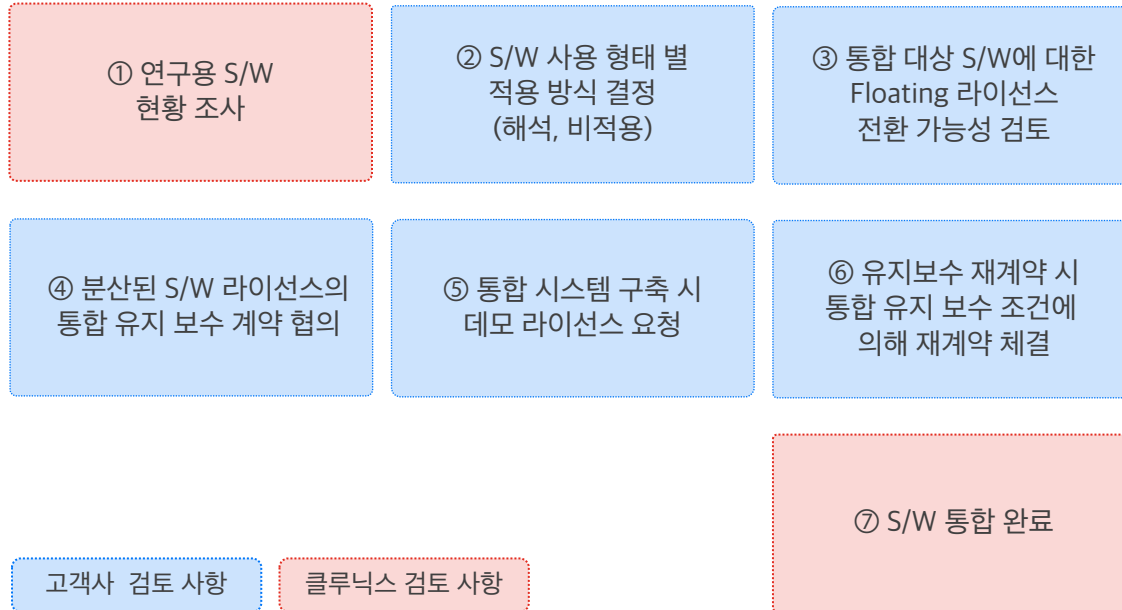 ① 연구용 S/W
현황 조사
② S/W 사용 형태 별
적용 방식 결정
(해석, 비적용)
③ 통합 대상 S/W에 대한
Floating 라이선스
전환 가능성 검토
④ 분산된 S/W 라이선스의
통합 유지 보수 계약 협의
⑤ 통합 시스템 구축 시
데모 라이선스 요청
⑥ 유지보수 재계약 시
통합 유지 보수 조건에
의해 재계약 체결
⑦ S/W 통합 완료
고객사 검토 사항
클루닉스 검토 사항